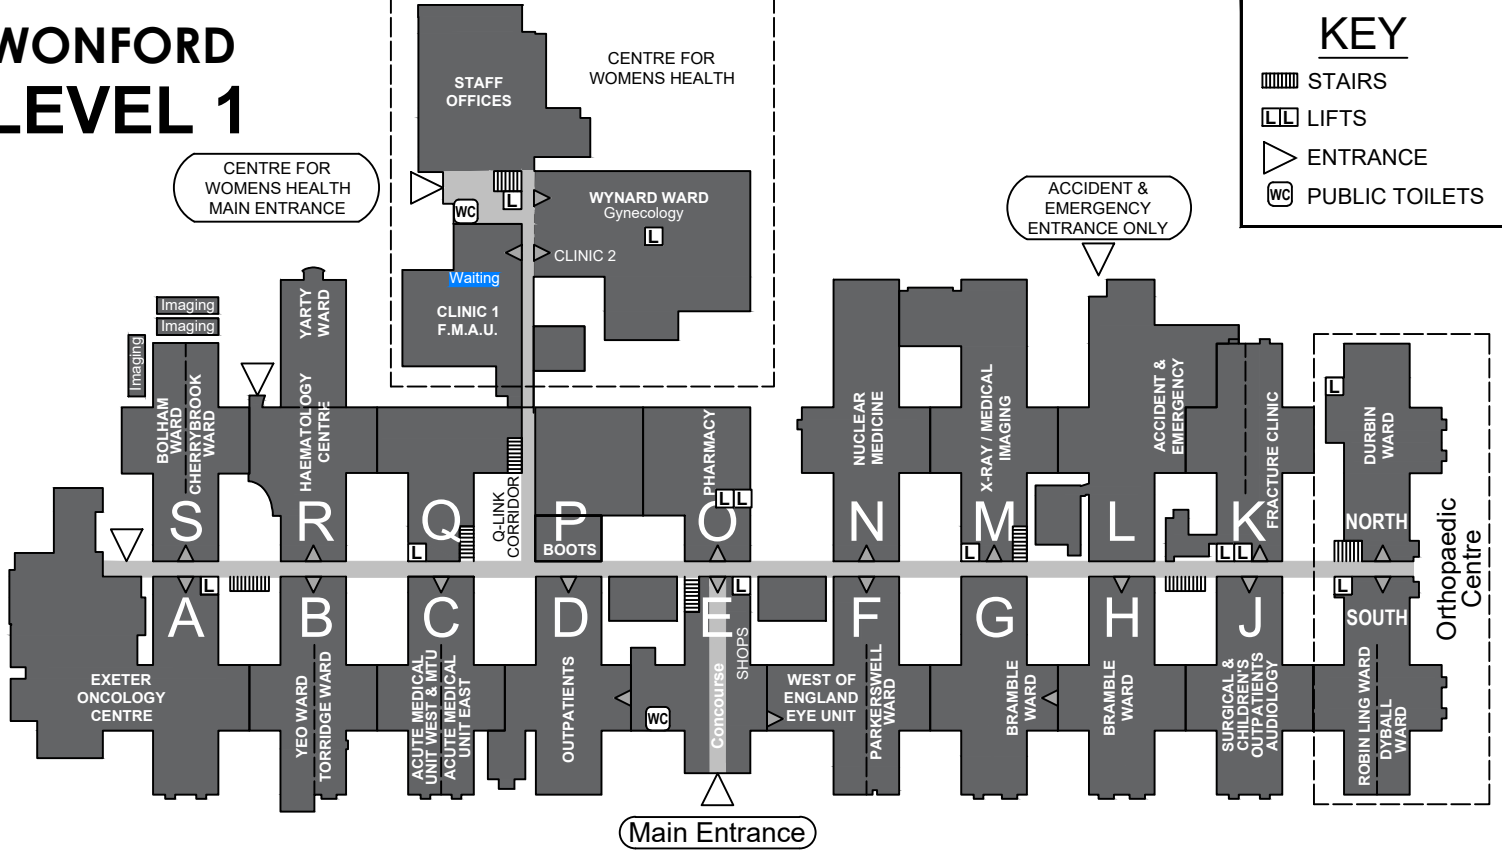 WONFORD
LEVEL 1
KEY
STAIRS
LL LIFTS
ENTRANCE
WC PUBLIC TOILETS
CENTRE FOR
WOMENS HEALTH
STAFF
OFFICES
CENTRE FOR
WOMENS HEALTH
MAIN ENTRANCE
WC
L
WYNARD WARD
Gynecology
L
CLINIC 2
Waiting
CLINIC 1
F.M.A.U.
ACCIDENT &
EMERGENCY
ENTRANCE ONLY
Imaging
Imaging
Imaging
BOLHAM
WARD
CHERRYBROOK
WARD
YARTY
WARD
HAEMATOLOGY
CENTRE
Q-LINK
CORRIDOR
PHARMACY
LL
NUCLEAR
MEDICINE
X-RAY / MEDICAL
IMAGING
ACCIDENT &
EMERGENCY
FRACTURE CLINIC
L
DURBIN
WARD
NORTH
Orthopaedic
Centre
S
R
Q
P
O
N
M
L
K
BOOTS
L
L
LL
L
L
L
A
B
C
D
E
F
G
H
J
SOUTH
EXETER
ONCOLOGY
CENTRE
YEO WARD
TORRIDGE WARD
ACUTE MEDICAL
UNIT WEST & MTU
ACUTE MEDICAL
UNIT EAST
OUTPATIENTS
WC
Concourse
SHOPS
WEST OF
ENGLAND
EYE UNIT
PARKERSWELL
WARD
BRAMBLE
WARD
BRAMBLE
WARD
SURGICAL &
CHILDREN'S
OUTPATIENTS
AUDIOLOGY
ROBIN LING WARD
DYBALL
WARD
Main Entrance